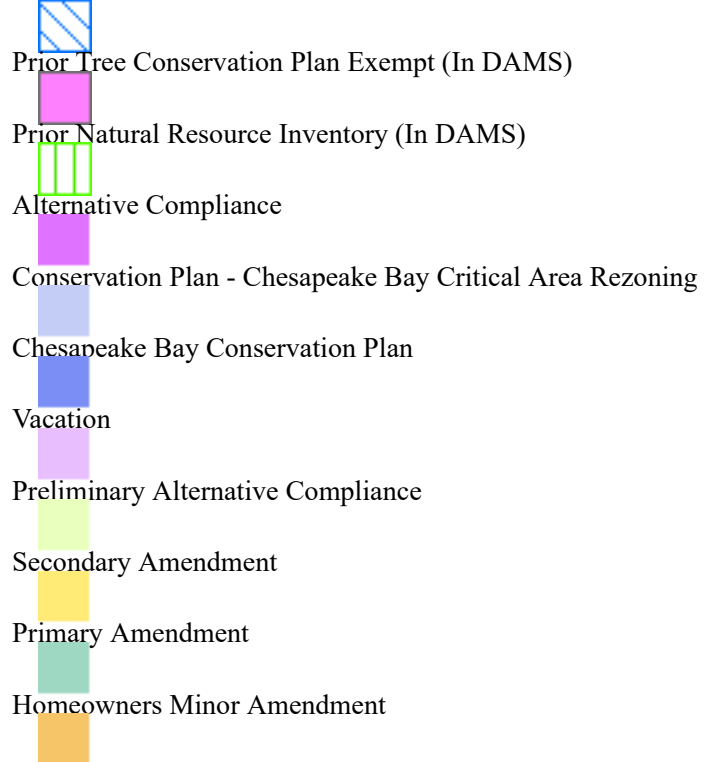 Prior Tree Conservation Plan Exempt (In DAMS)
Prior Natural Resource Inventory (In DAMS)
Alternative Compliance
Conservation Plan - Chesapeake Bay Critical Area Rezoning
Chesapeake Bay Conservation Plan
Vacation
Preliminary Alternative Compliance
Secondary Amendment
Primary Amendment
Homeowners Minor Amendment